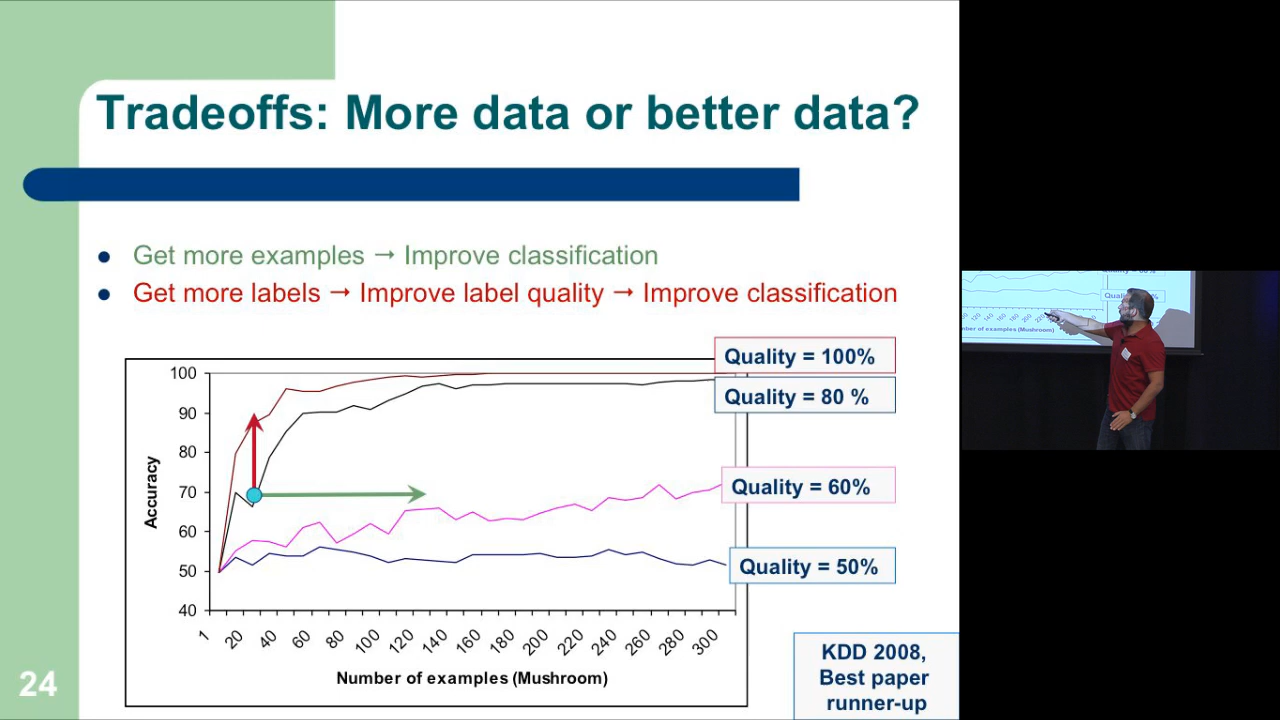 Tradeoffs: More data or better data?
Get more examples → Improve classification
Get more labels → Improve label quality → Improve classification
Quality = 100%
Quality = 80 %
Quality = 60%
Quality = 50%
Accuracy
100
90
80
70
60
50
40
1
20
40
60
80
100
120
140
160
180
200
220
240
260
280
300
Number of examples (Mushroom)
KDD 2008,
Best paper
runner-up
24